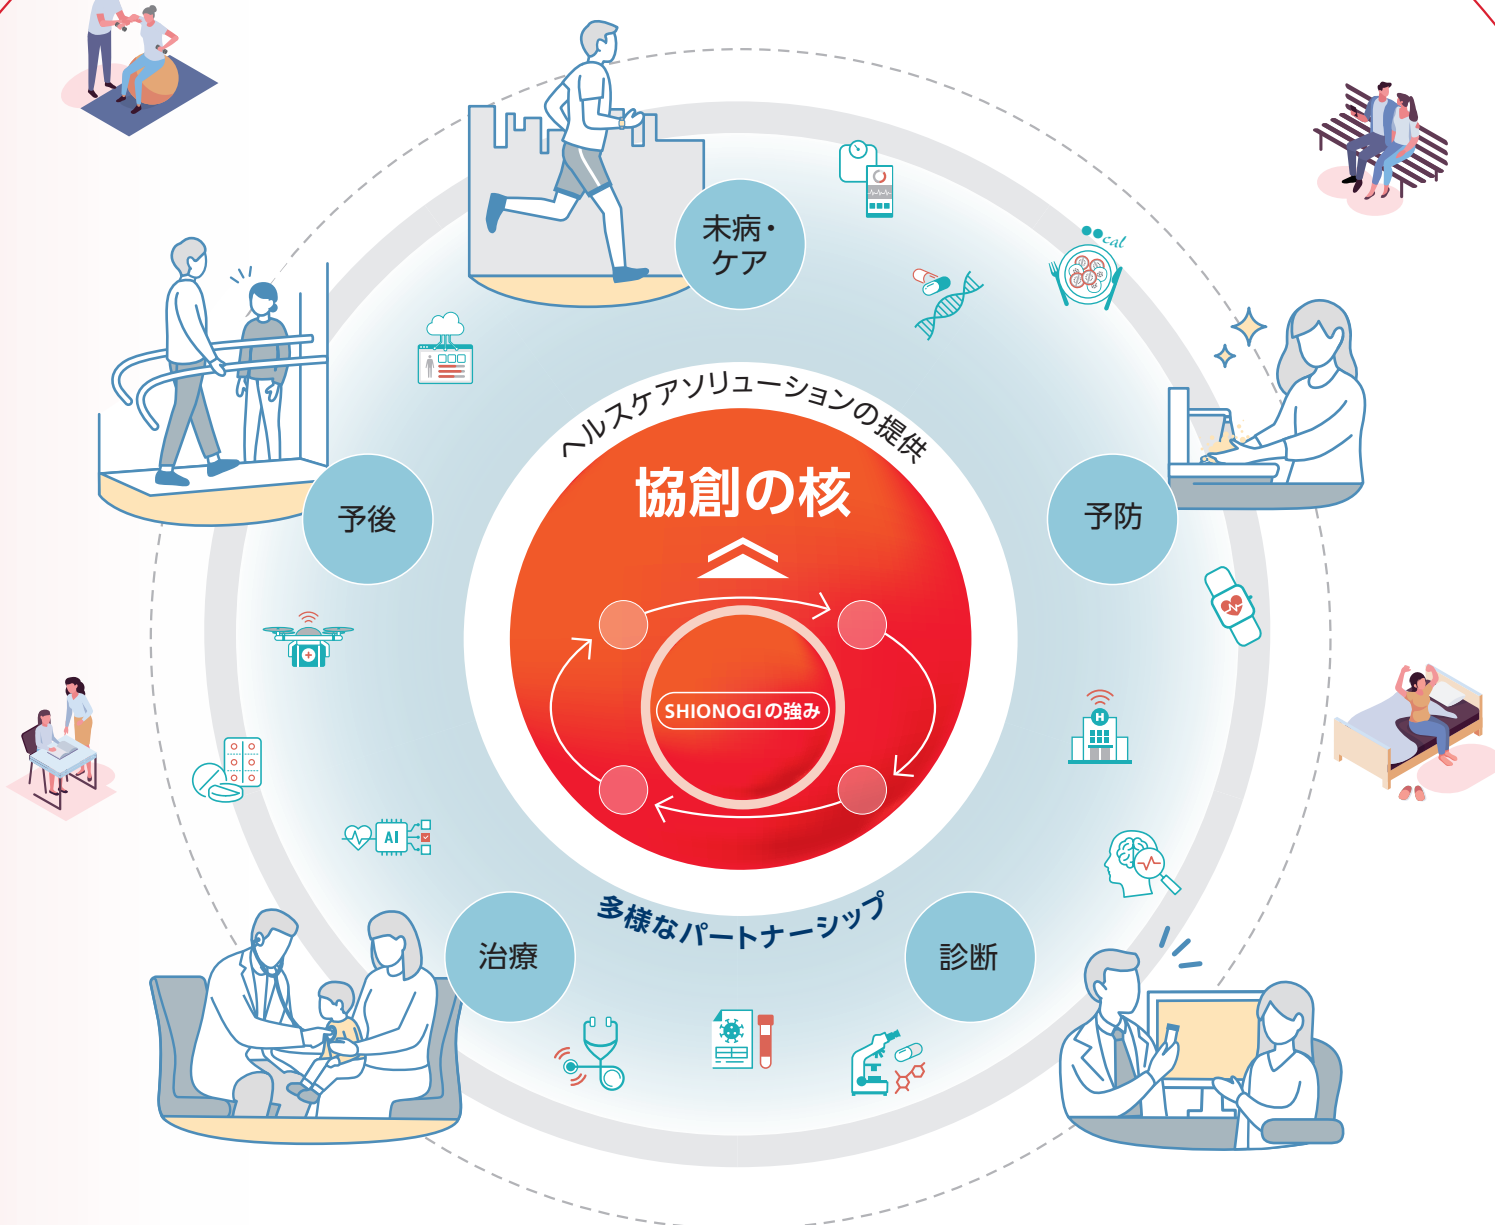 未病・
ケア
cal
ヘルスケアソリューションの提供
協創の核
予後
予防
SHIONOGIの強み
H
AI
多様なパートナーシップ
治療
診断